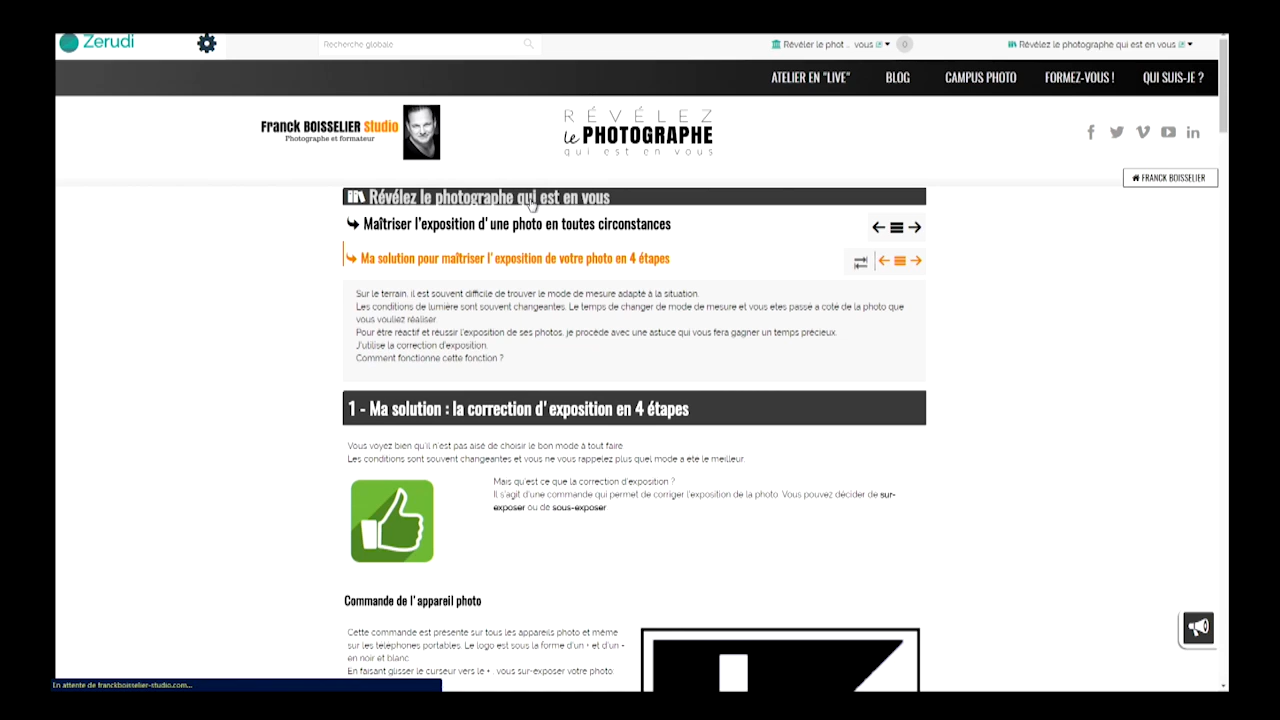 Zerudi
Recherche globale
Révéler le phot .. vous
0
Révélez le photographe qui est en vous
ATELIER EN "LIVE"
BLOG
CAMPUS PHOTO
FORMEZ-VOUS !
QUI SUIS-JE ?
Franck BOISSELIER Studio
Photographe et formateur
RÉVÉLEZ
le PHOTOGRAPHE
qui est en vous
FRANCK BOISSELIER
Révélez le photographe qui est en vous
Maîtriser l'exposition d'une photo en toutes circonstances
Ma solution pour maîtriser l'exposition de votre photo en 4 étapes
Sur le terrain, il est souvent difficile de trouver le mode de mesure adapté à la situation.
Les conditions de lumière sont souvent changeantes. Le temps de changer de mode de mesure et vous etes passé a coté de la photo que
vous vouliez réaliser.
Pour être réactif et reussir l'exposition de ses photos, je procède avec une astuce qui vous fera gagner un temps précieux.
J'utilise la correction d'exposition.
Comment fonctionne cette fonction ?
1 - Ma solution : la correction d'exposition en 4 étapes
Vous voyez bien qu'il n'est pas aisé de choisir le bon mode à tout faire.
Les conditions sont souvent changeantes et vous ne vous rappelez plus quel mode a ete le meilleur.
Mais qu'est ce que la correction d'exposition ?
Il s'agit d'une commande qui permet de corriger l'exposition de la photo. Vous pouvez décider de sur-
exposer ou de sous-exposer
Commande de l'appareil photo
Cette commande est présente sur tous les appareils photo et même
sur les téléphones portables. Le logo est sous la forme d'un + et d'un -
en noir et blanc.
En faisant glisser le curseur vers le + , vous sur-exposer votre photo.
En attente de franckboisselier-studio.com...